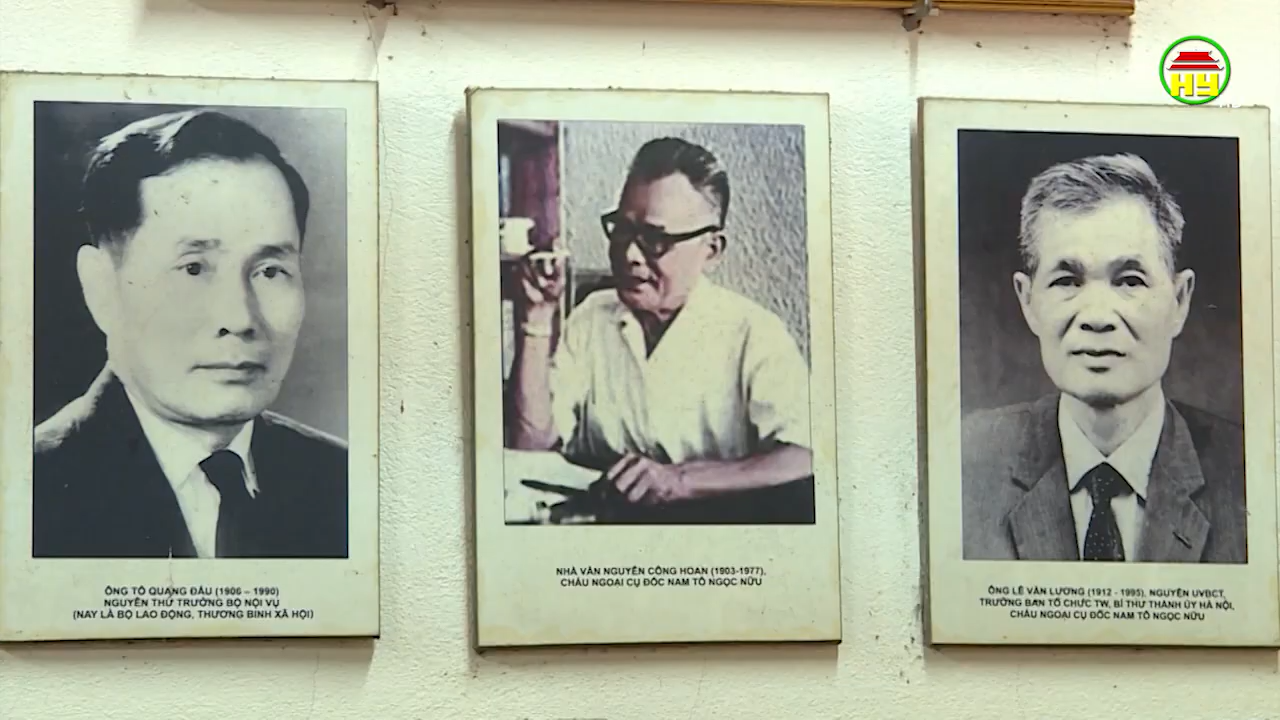 HY
ÔNG TÔ QUANG ĐẨU (1906 – 1990)
NGUYÊN THỨ TRƯỞNG BỘ NỘI VỤ
(NAY LÀ BỘ LAO ĐỘNG, THƯƠNG BINH XÃ HỘI)
NHÀ VĂN NGUYỄN CÔNG HOAN (1903-1977),
CHÁU NGOẠI CỤ ĐỐC NAM TÔ NGỌC NỮU
ÔNG LÊ VĂN LƯƠNG (1912 - 1995), NGUYÊN UVBCT,
TRƯỞNG BAN TỔ CHỨC TW, BÍ THƯ THÀNH ỦY HÀ NỘI,
CHÁU NGOẠI CỤ ĐỐC NAM TÔ NGỌC NỮU